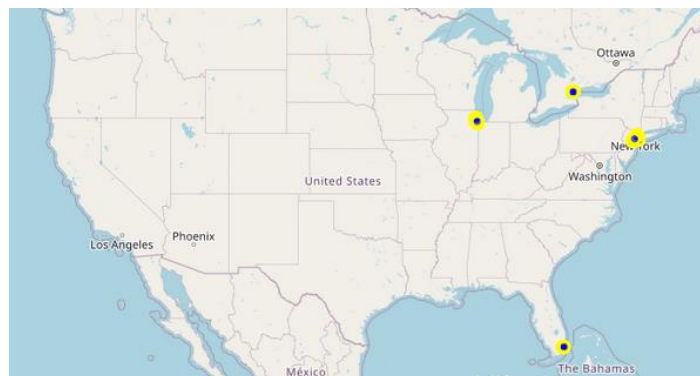 Ottawa
New York
Washington
United States
Phoenix
Los Angeles
México
The Bahamas